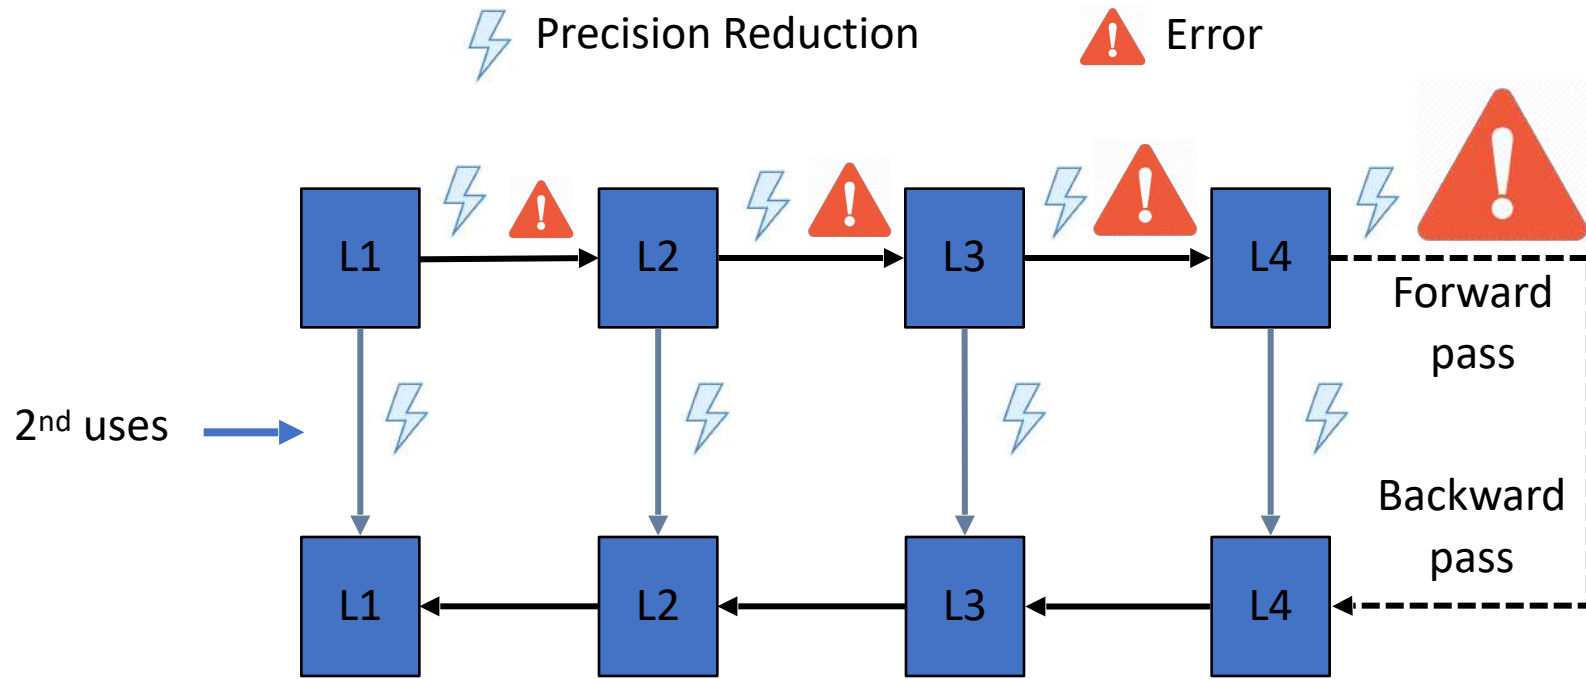 Precision Reduction
Error
L1
L2
L3
L4
Forward
pass
2nd uses
Backward
pass
L1
L2
L3
L4